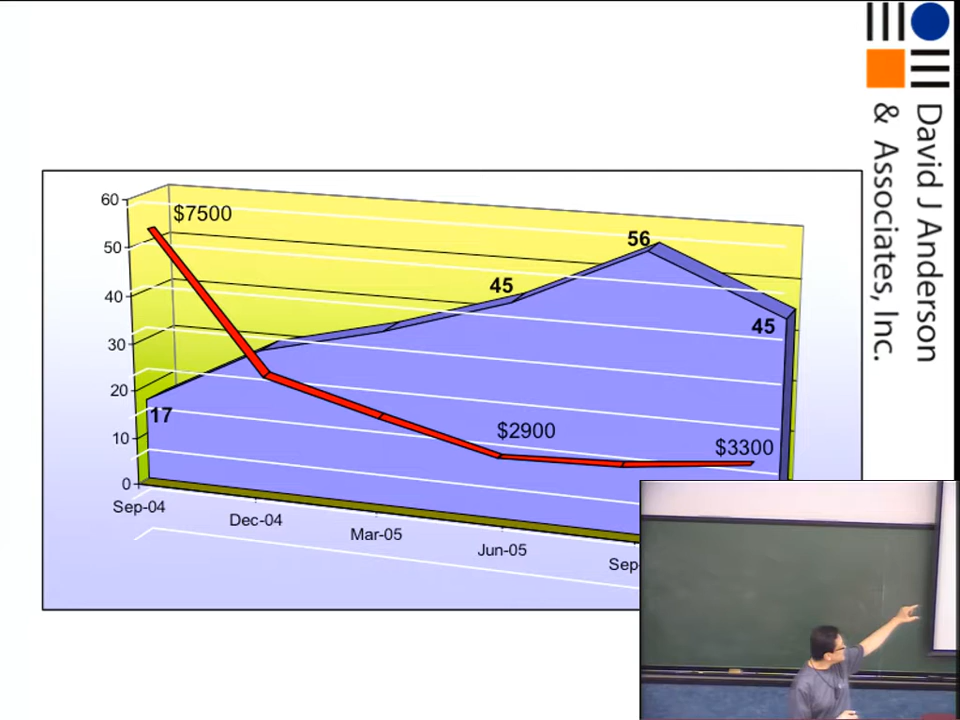 David J Anderson
& Associates, Inc.
60
50
40
30
20
10
0
$7500
56
45
45
17
$2900
$3300
Sep-04
Dec-04
Mar-05
Jun-05
Sep-